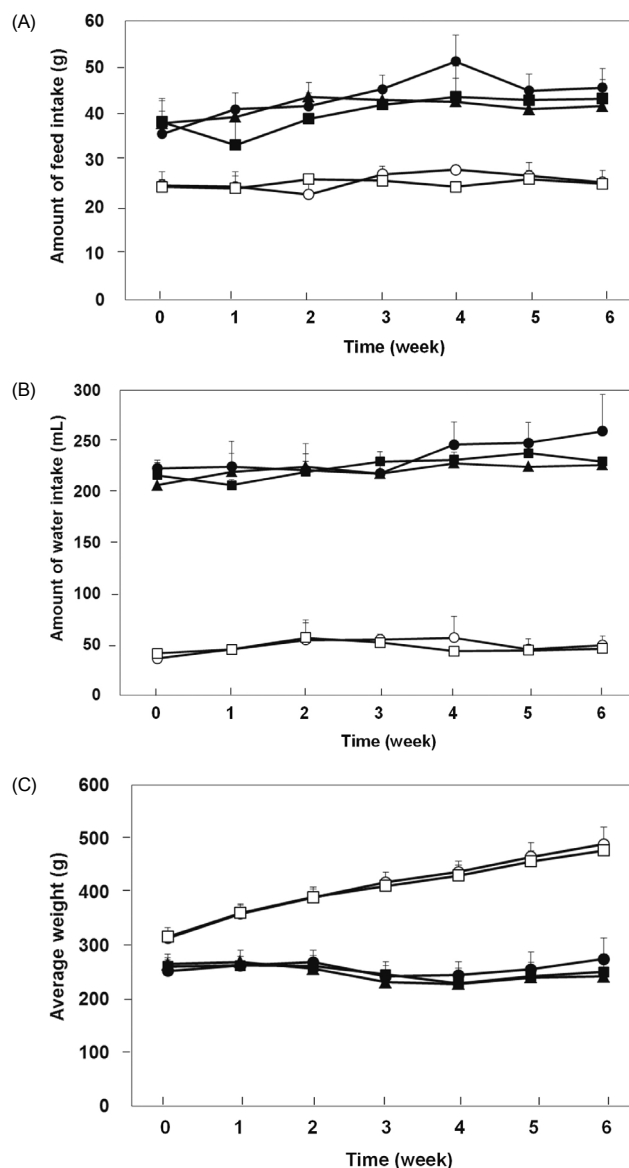 (A)
Amount of feed intake (g)
60
50
40
30
20
10
0
0 1 2 3 4 5 6
Time (week)
(B)
Amount of water intake (mL)
300
250
200
150
100
50
0
0 1 2 3 4 5 6
Time (week)
(C)
Average weight (g)
600
500
400
300
200
100
0
0 1 2 3 4 5 6
Time (week)